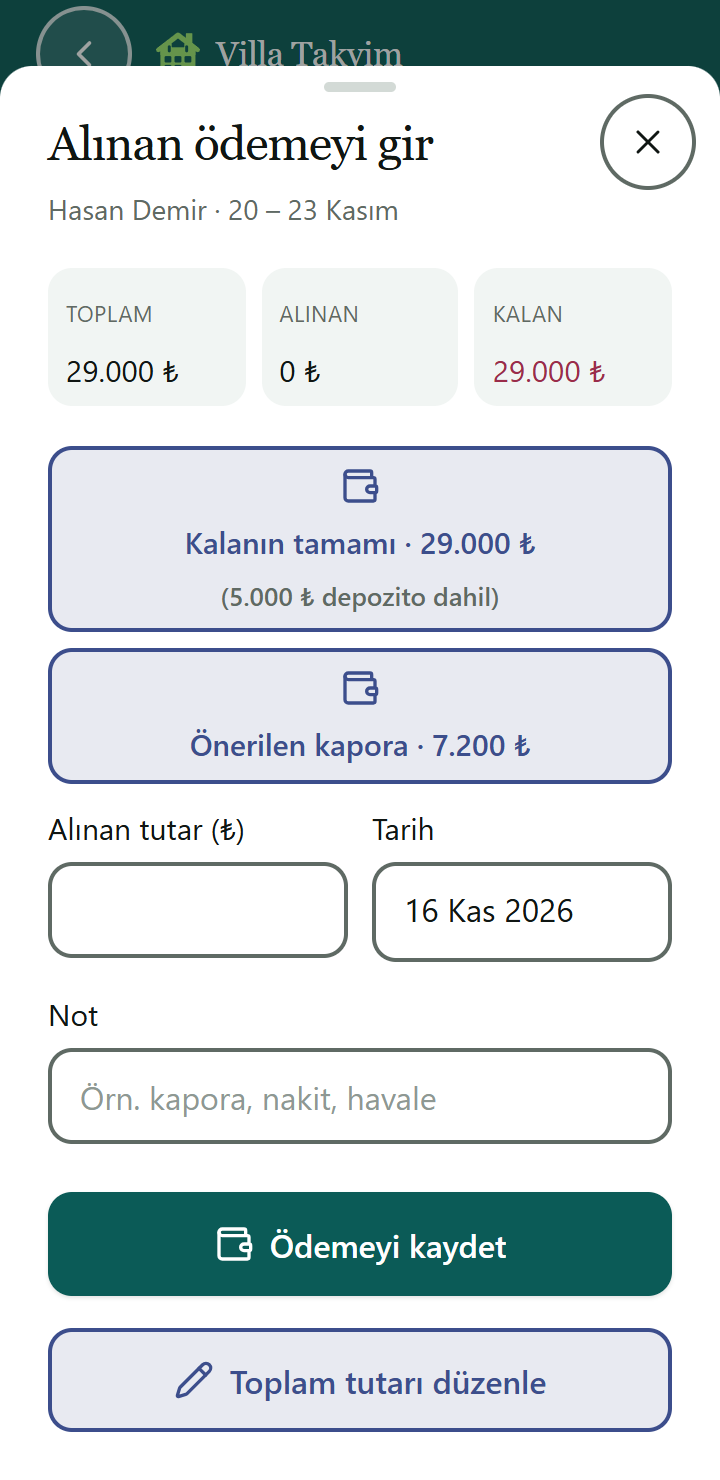 Villa Takvim
Alınan ödemeyi gir
Hasan Demir · 20 – 23 Kasım
TOPLAM
29.000 ₺
ALINAN
0 ₺
KALAN
29.000 ₺
Kalanın tamamı · 29.000 ₺
(5.000 ₺ depozito dahil)
Önerilen kapora · 7.200 ₺
Alınan tutar (₺)
Tarih
16 Kas 2026
Not
Örn. kapora, nakit, havale
Ödemeyi kaydet
Toplam tutarı düzenle